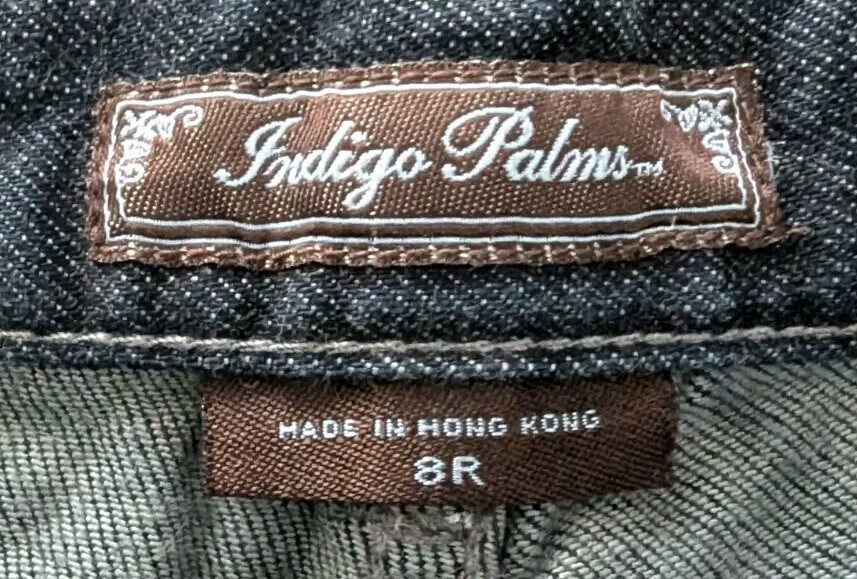 Indigo Palms™
MADE IN HONG KONG
8R